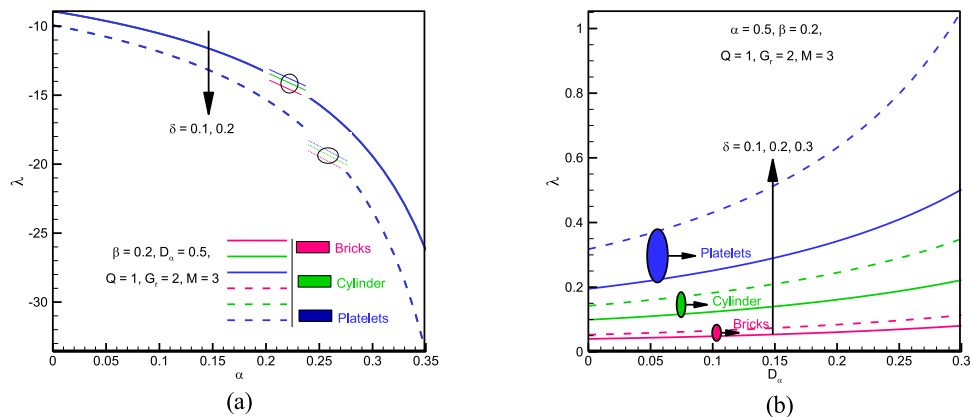 -10
-15
-20
-25
-30
λ
0
0.05
0.1
0.15
0.2
0.25
0.3
0.35
α
δ = 0.1, 0.2
β = 0.2, Dα = 0.5,
Q = 1, Gr = 2, M = 3
Bricks
Cylinder
Platelets
(a)
1
0.8
0.6
0.4
0.2
0
λ
0
0.05
0.1
0.15
0.2
0.25
0.3
Dα
α = 0.5, β = 0.2,
Q = 1, Gr = 2, M = 3
δ = 0.1, 0.2, 0.3
Platelets
Cylinder
Bricks
(b)